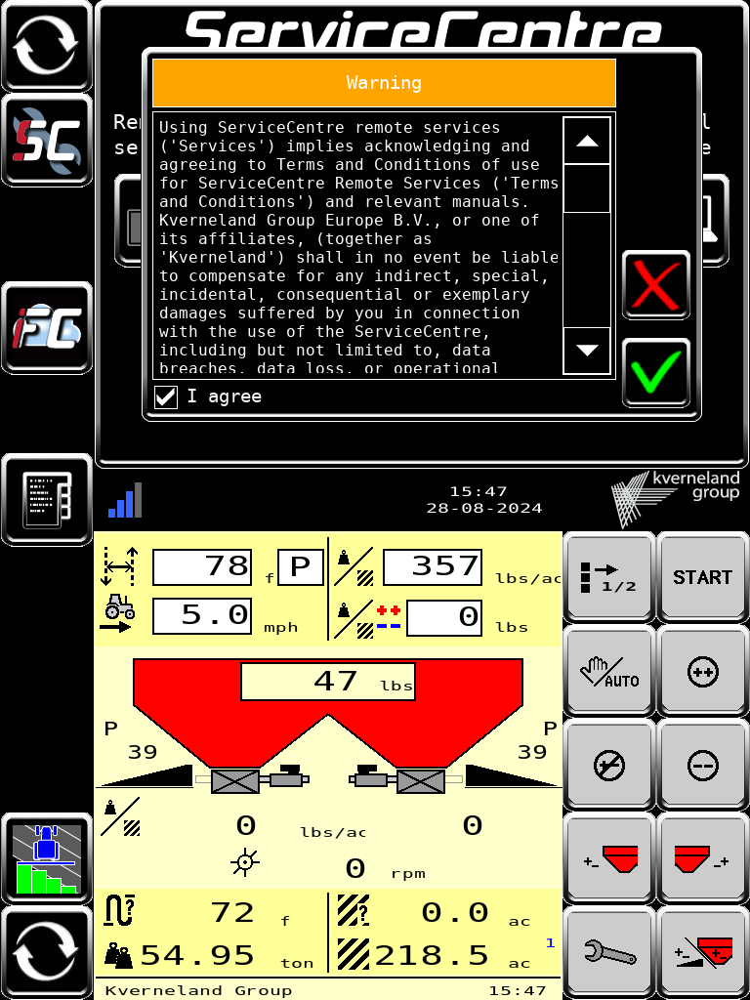 ServiceCentre
Warning
Using ServiceCentre remote services
('Services') implies acknowledging and
agreeing to Terms and Conditions of use
for ServiceCentre Remote Services ('Terms
and Conditions') and relevant manuals.
Kverneland Group Europe B.V., or one of
its affiliates, (together as
'Kverneland') shall in no event be liable
to compensate for any indirect, special,
incidental, consequential or exemplary
damages suffered by you in connection
with the use of the ServiceCentre,
including but not limited to, data
breaches, data loss, or operational
I agree
SC
iFC
15:47
28-08-2024
kverneland
group
78 f P 357 lbs/ac
5.0 mph ++ -- 0 lbs
1/2 START
47 lbs
AUTO ++
P P
39 39
--
0 lbs/ac 0
0 rpm
+- -+
72 f ? 0.0 ac
54.95 ton 218.5 ac 1
Kverneland Group 15:47